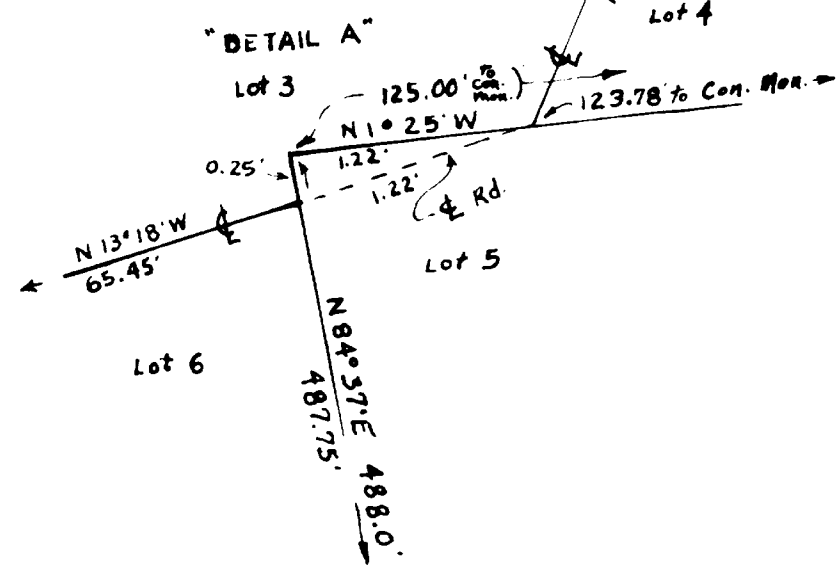 "DETAIL A"
Lot 4
Lot 3
125.00' to Con. Mon.)
123.78' to Con. Mon.
N 1° 25' W
1.22'
0.25'
1.22'
℄ Rd.
N 13° 18' W
℄
65.45'
Lot 5
Lot 6
N 84° 37' E
487.75'
488.0'